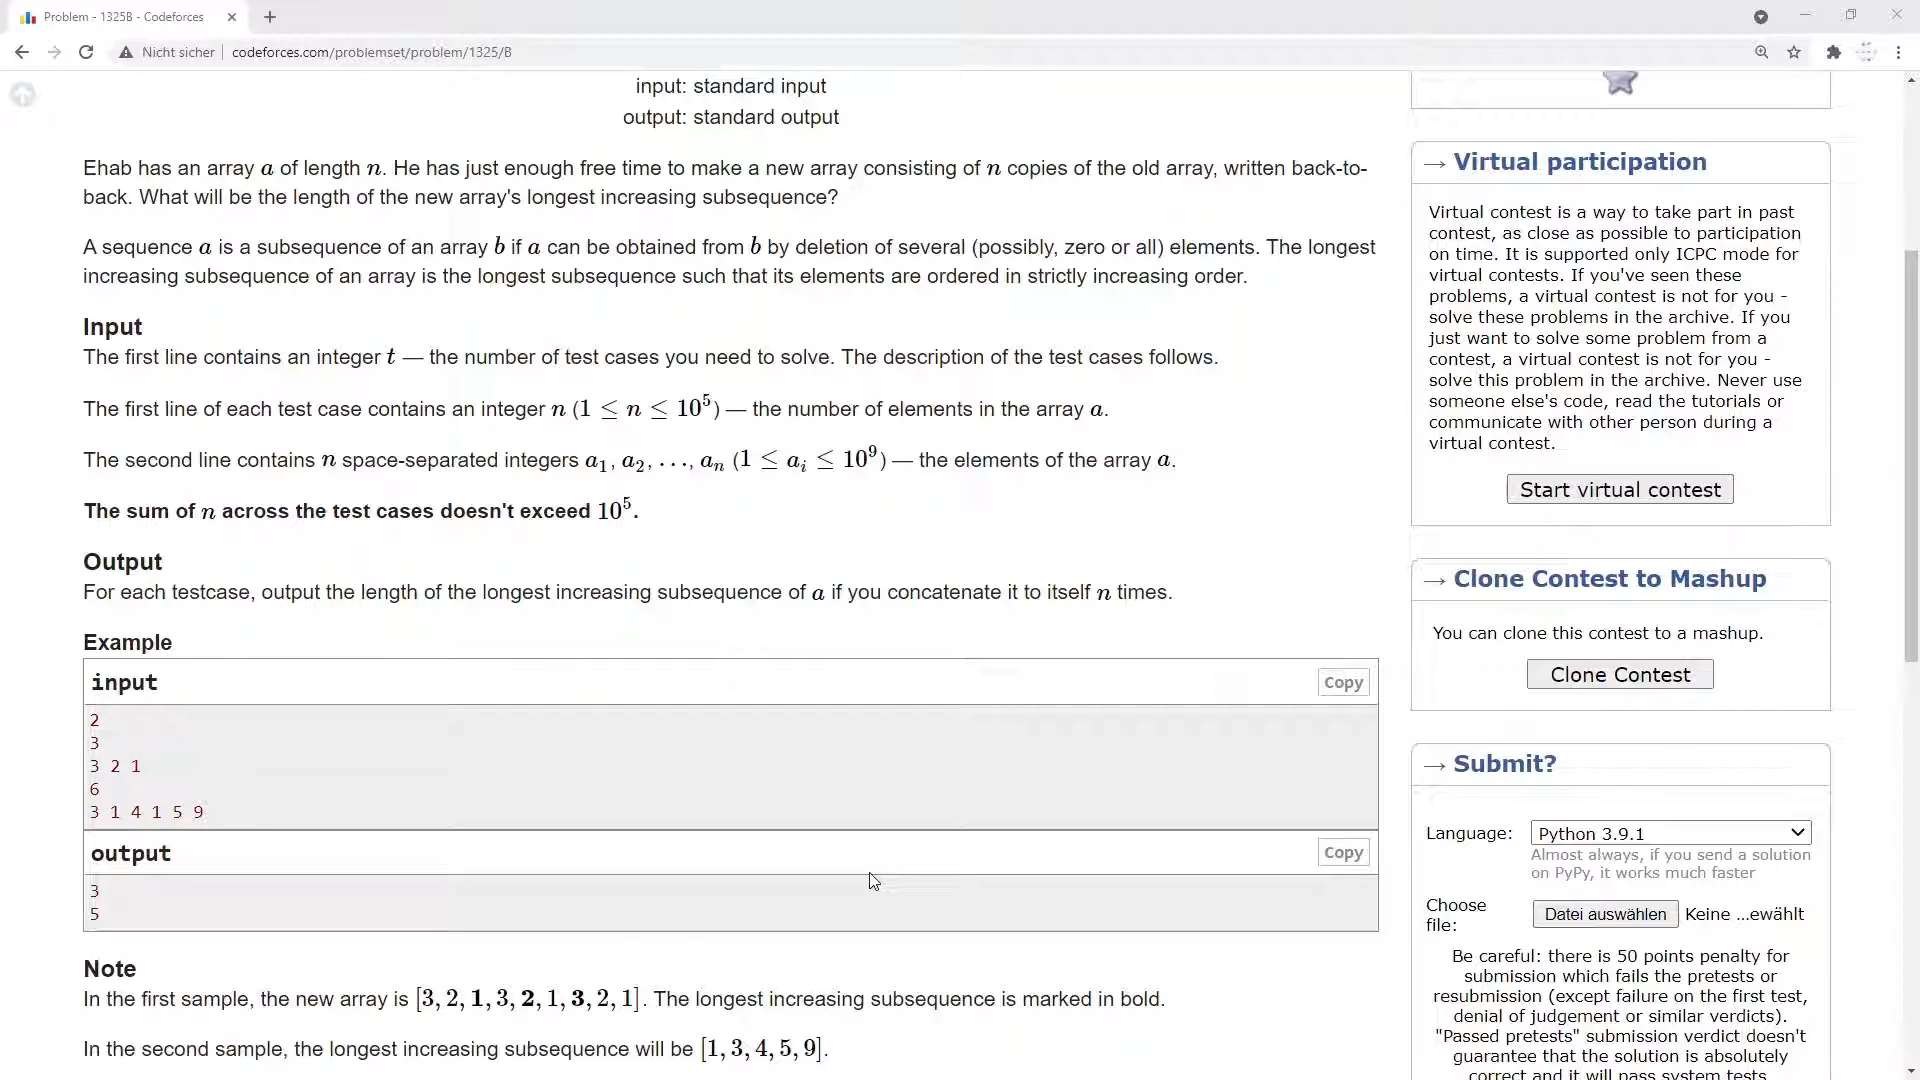 Problem - 1325B - Codeforces
Nicht sicher
codeforces.com/problemset/problem/1325/B
input: standard input
output: standard output
Ehab has an array a of length n. He has just enough free time to make a new array consisting of n copies of the old array, written back-to-
back. What will be the length of the new array's longest increasing subsequence?
A sequence a is a subsequence of an array b if a can be obtained from b by deletion of several (possibly, zero or all) elements. The longest
increasing subsequence of an array is the longest subsequence such that its elements are ordered in strictly increasing order.
Input
The first line contains an integer t — the number of test cases you need to solve. The description of the test cases follows.
The first line of each test case contains an integer n (1 ≤ n ≤ 10⁵) — the number of elements in the array a.
The second line contains n space-separated integers a₁, a₂, ..., aₙ (1 ≤ aᵢ ≤ 10⁹) — the elements of the array a.
The sum of n across the test cases doesn't exceed 10⁵.
Output
For each testcase, output the length of the longest increasing subsequence of a if you concatenate it to itself n times.
Example
input
Copy
2
3
3 2 1
6
3 1 4 1 5 9
output
Copy
3
5
Note
In the first sample, the new array is [3, 2, 1, 3, 2, 1, 3, 2, 1]. The longest increasing subsequence is marked in bold.
In the second sample, the longest increasing subsequence will be [1, 3, 4, 5, 9].
→ Virtual participation
Virtual contest is a way to take part in past
contest, as close as possible to participation
on time. It is supported only ICPC mode for
virtual contests. If you've seen these
problems, a virtual contest is not for you -
solve these problems in the archive. If you
just want to solve some problem from a
contest, a virtual contest is not for you -
solve this problem in the archive. Never use
someone else's code, read the tutorials or
communicate with other person during a
virtual contest.
Start virtual contest
→ Clone Contest to Mashup
You can clone this contest to a mashup.
Clone Contest
→ Submit?
Language:
Python 3.9.1
Almost always, if you send a solution
on PyPy, it works much faster
Choose
file:
Datei auswählen
Keine ...ewählt
Be careful: there is 50 points penalty for
submission which fails the pretests or
resubmission (except failure on the first test,
denial of judgement or similar verdicts).
"Passed pretests" submission verdict doesn't
guarantee that the solution is absolutely
correct and it will pass system tests